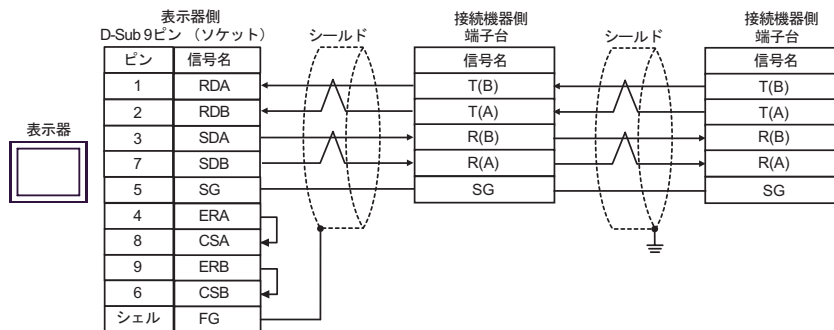 表示器
表示器側
D-Sub 9ピン （ソケット）
ピン 信号名
1 RDA
2 RDB
3 SDA
7 SDB
5 SG
4 ERA
8 CSA
9 ERB
6 CSB
シェル FG
シールド
接続機器側
端子台
信号名
T(B)
T(A)
R(B)
R(A)
SG
シールド
接続機器側
端子台
信号名
T(B)
T(A)
R(B)
R(A)
SG